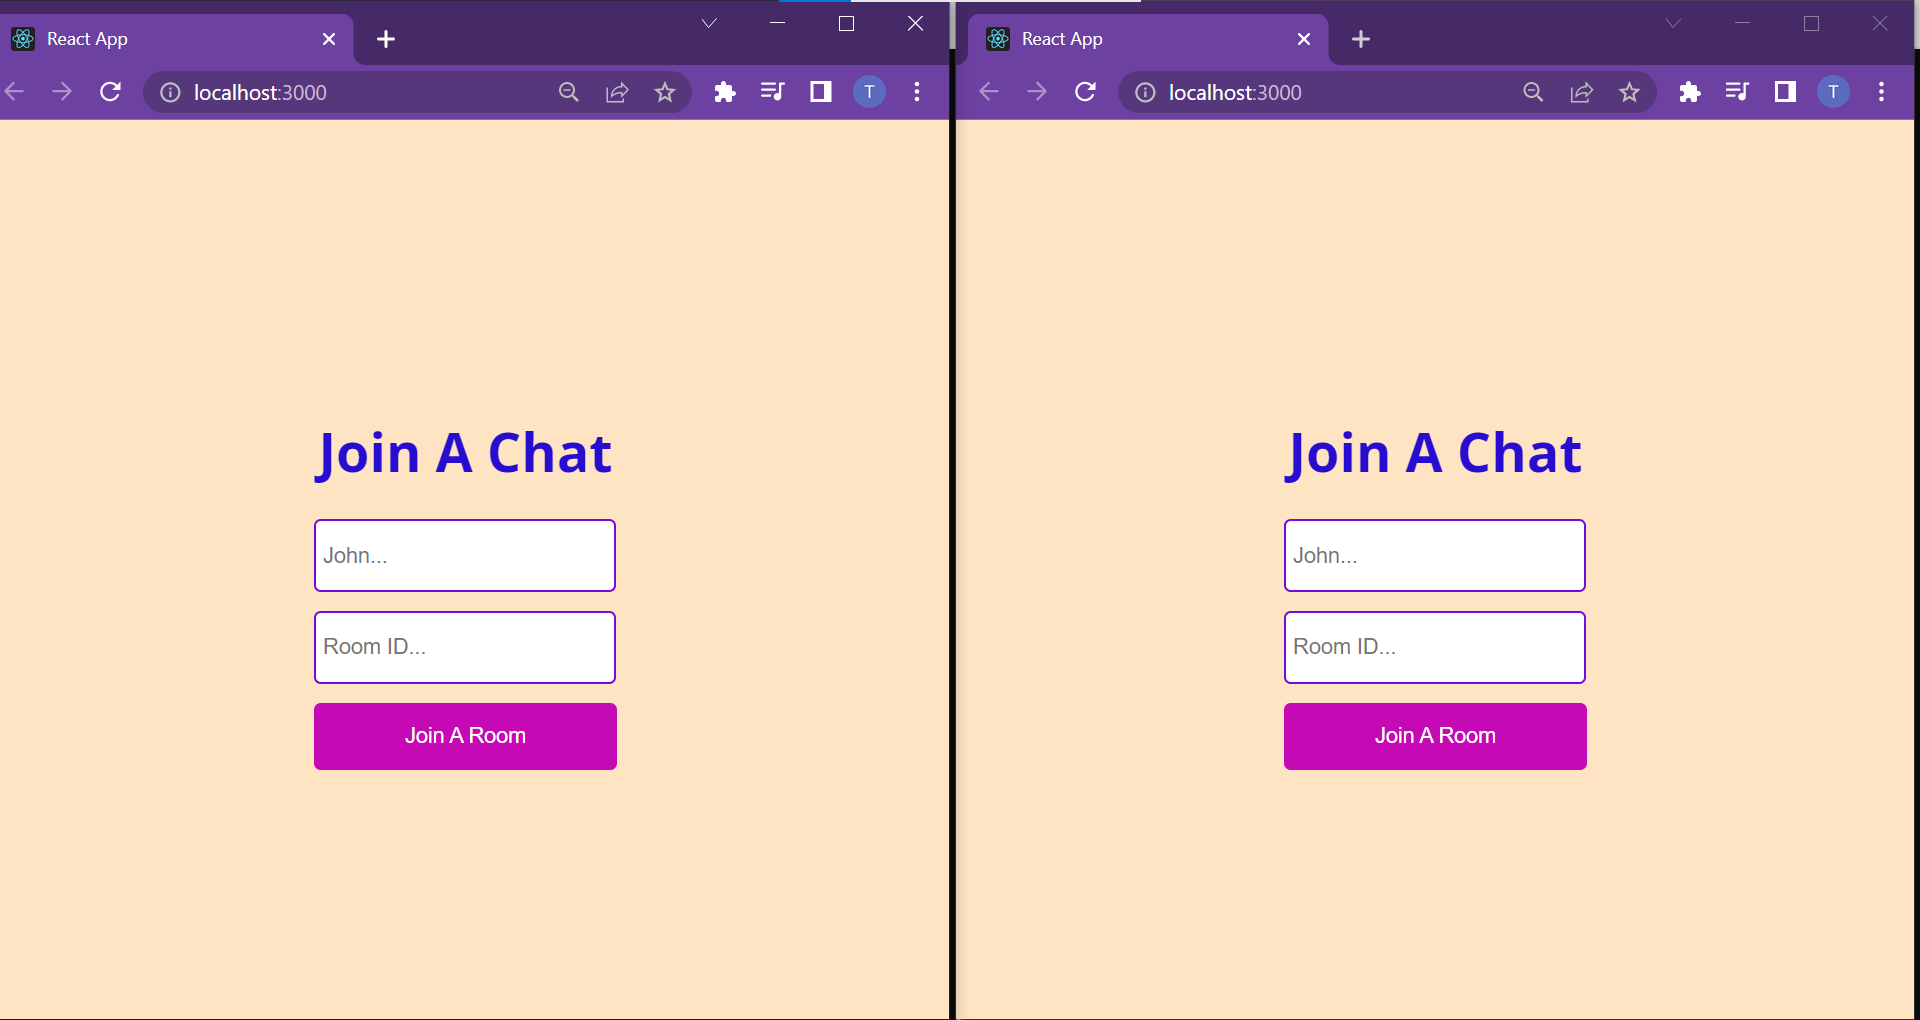 React App
localhost:3000
T
Join A Chat
John...
Room ID...
Join A Room
React App
localhost:3000
T
Join A Chat
John...
Room ID...
Join A Room